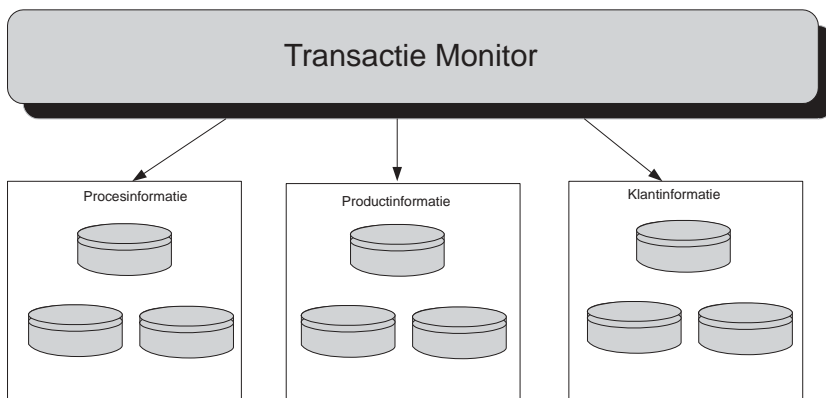 Transactie Monitor
Procesinformatie
Productinformatie
Klantinformatie